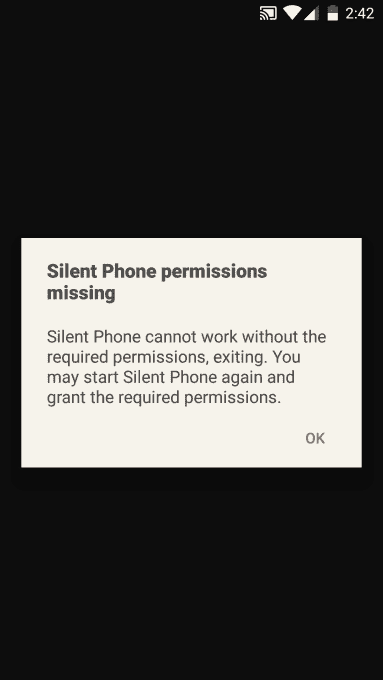 2:42
Silent Phone permissions
missing
Silent Phone cannot work without the
required permissions, exiting. You
may start Silent Phone again and
grant the required permissions.
OK